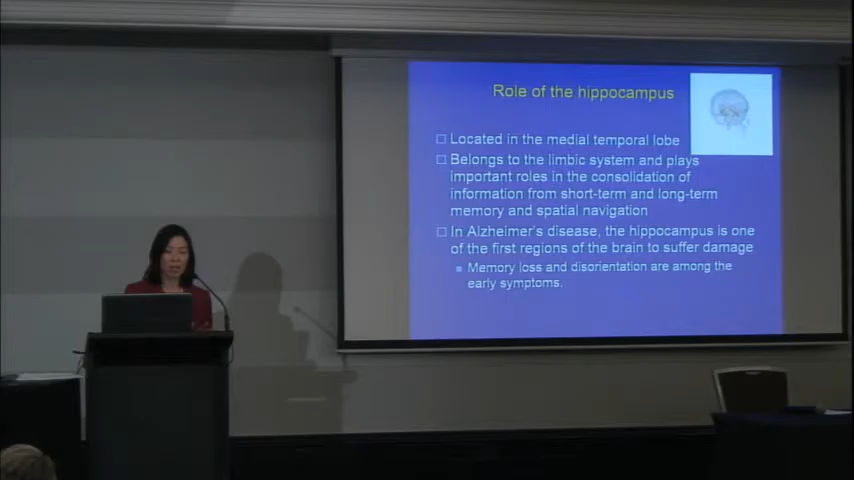 Role of the hippocampus
Located in the medial temporal lobe
Belongs to the limbic system and plays
important roles in the consolidation of
information from short-term and long-term
memory and spatial navigation
In Alzheimer's disease, the hippocampus is one
of the first regions of the brain to suffer damage
Memory loss and disorientation are among the
early symptoms.